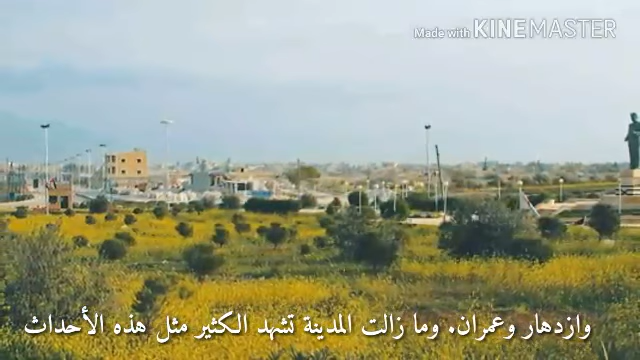 Made with KINEMASTER
وازدهار وعمران. وما زالت المدينة تشهد الكثير مثل هذه الأحداث